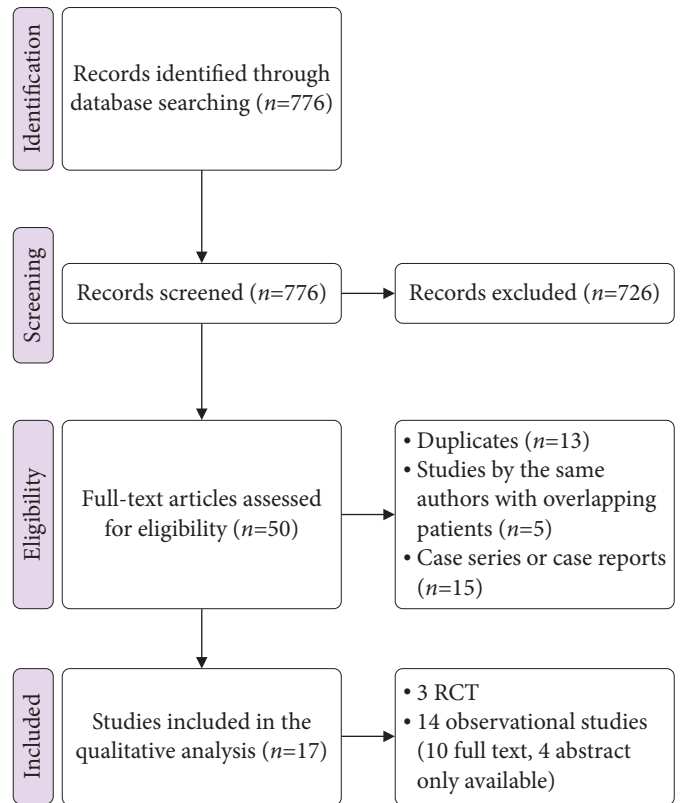 Identification
Records identified through
database searching (n=776)
Screening
Records screened (n=776)
Records excluded (n=726)
Eligibility
Full-text articles assessed
for eligibility (n=50)
• Duplicates (n=13)
• Studies by the same
authors with overlapping
patients (n=5)
• Case series or case reports
(n=15)
Included
Studies included in the
qualitative analysis (n=17)
• 3 RCT
• 14 observational studies
(10 full text, 4 abstract
only available)